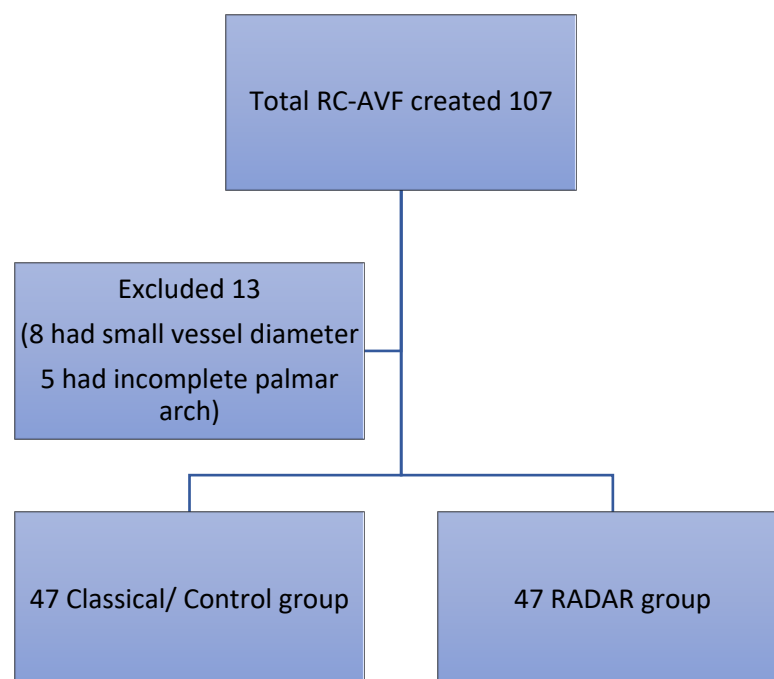 Total RC-AVF created 107
Excluded 13
(8 had small vessel diameter
5 had incomplete palmar
arch)
47 Classical/ Control group
47 RADAR group